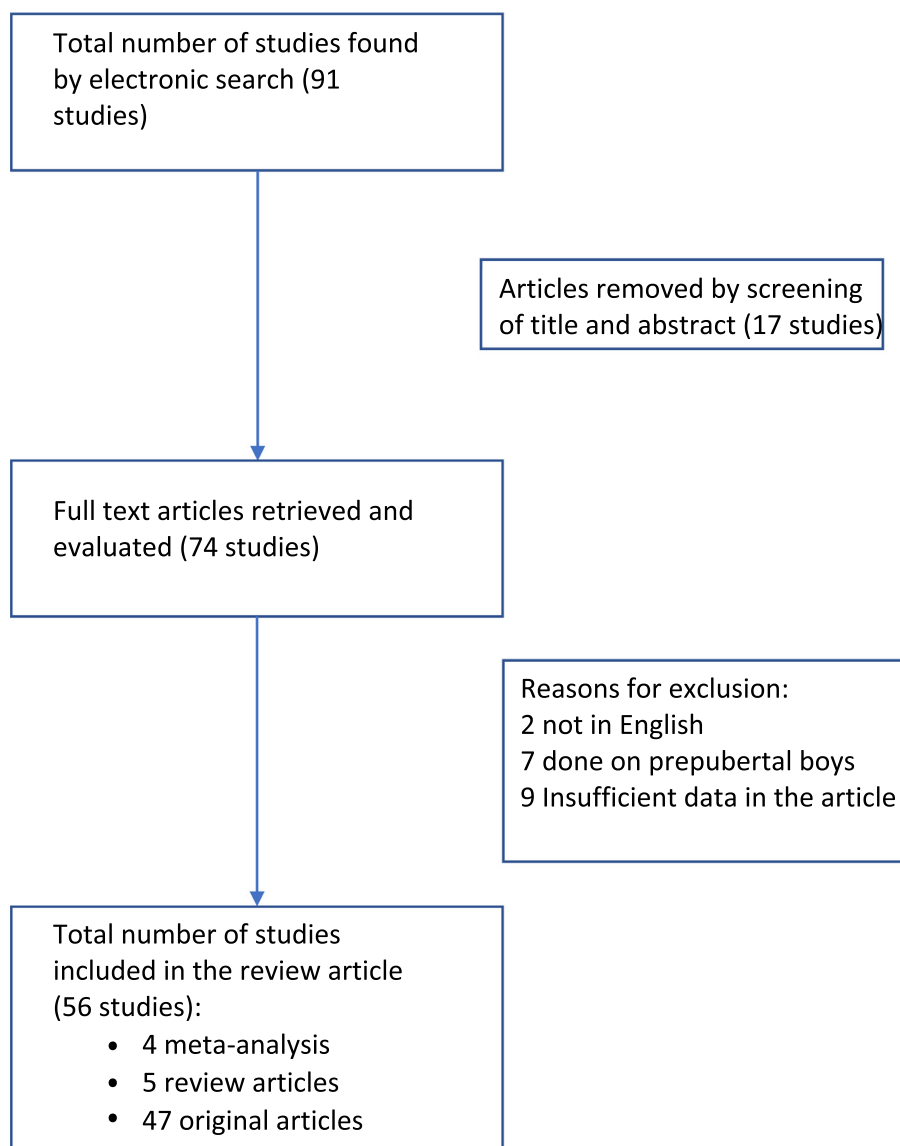 Total number of studies found
by electronic search (91
studies)
Articles removed by screening
of title and abstract (17 studies)
Full text articles retrieved and
evaluated (74 studies)
Reasons for exclusion:
2 not in English
7 done on prepubertal boys
9 Insufficient data in the article
Total number of studies
included in the review article
(56 studies):
• 4 meta-analysis
• 5 review articles
• 47 original articles